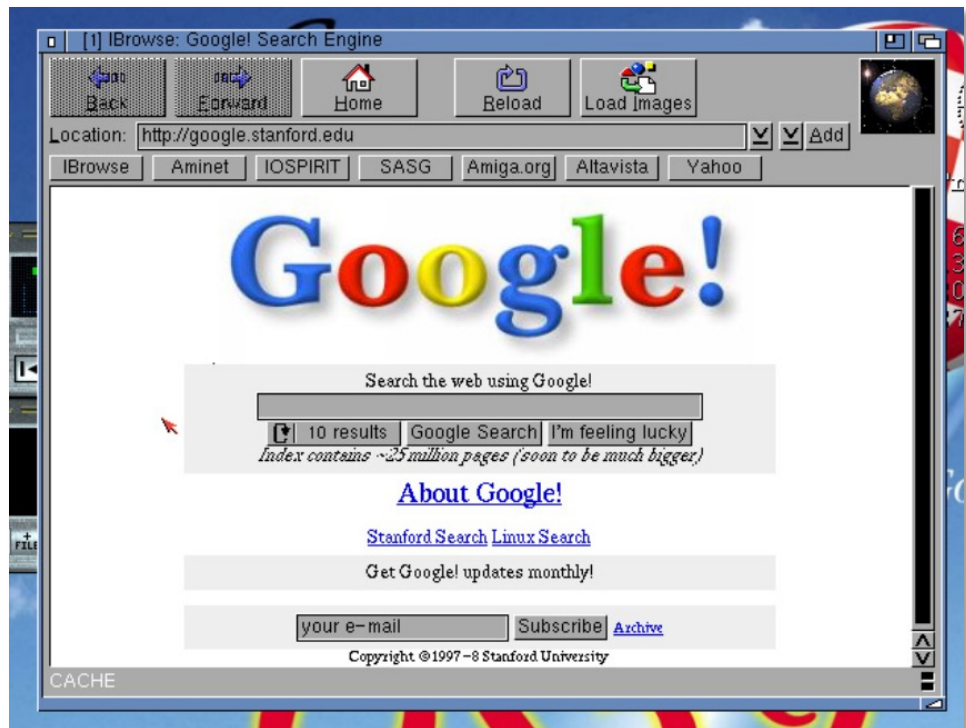 [1] IBrowse: Google! Search Engine
Back Forward Home Reload Load Images
Location: http://google.stanford.edu Add
IBrowse Aminet IOSPIRIT SASG Amiga.org Altavista Yahoo
Google!
Search the web using Google!
10 results Google Search I'm feeling lucky
Index contains ~25 million pages (soon to be much bigger)
About Google!
Stanford Search Linux Search
Get Google! updates monthly!
your e-mail Subscribe Archive
Copyright ©1997-8 Stanford University
CACHE
FILE